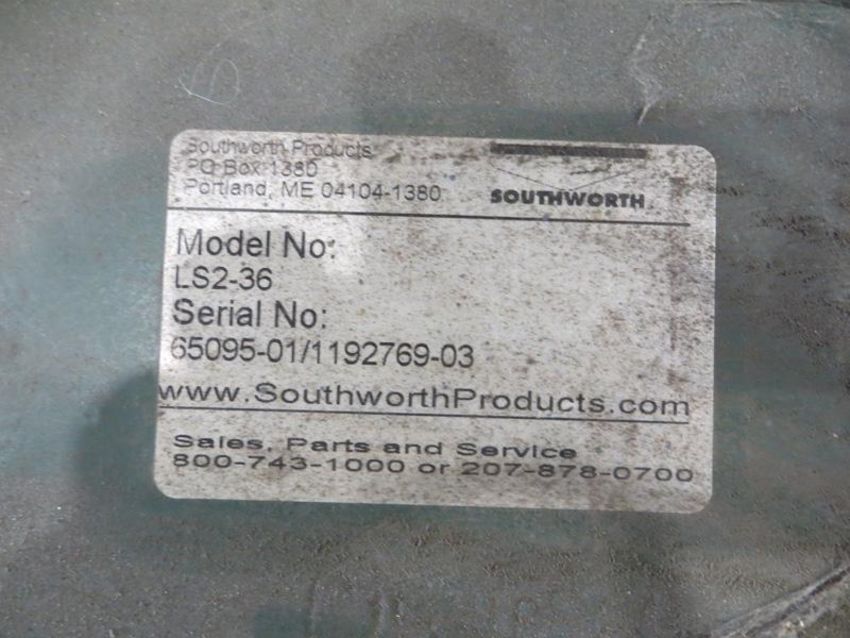 Southworth Products
PO Box 1380
Portland, ME 04104-1380
SOUTHWORTH
Model No:
LS2-36
Serial No:
65095-01/1192769-03
www.SouthworthProducts.com
Sales, Parts and Service
800-743-1000 or 207-878-0700